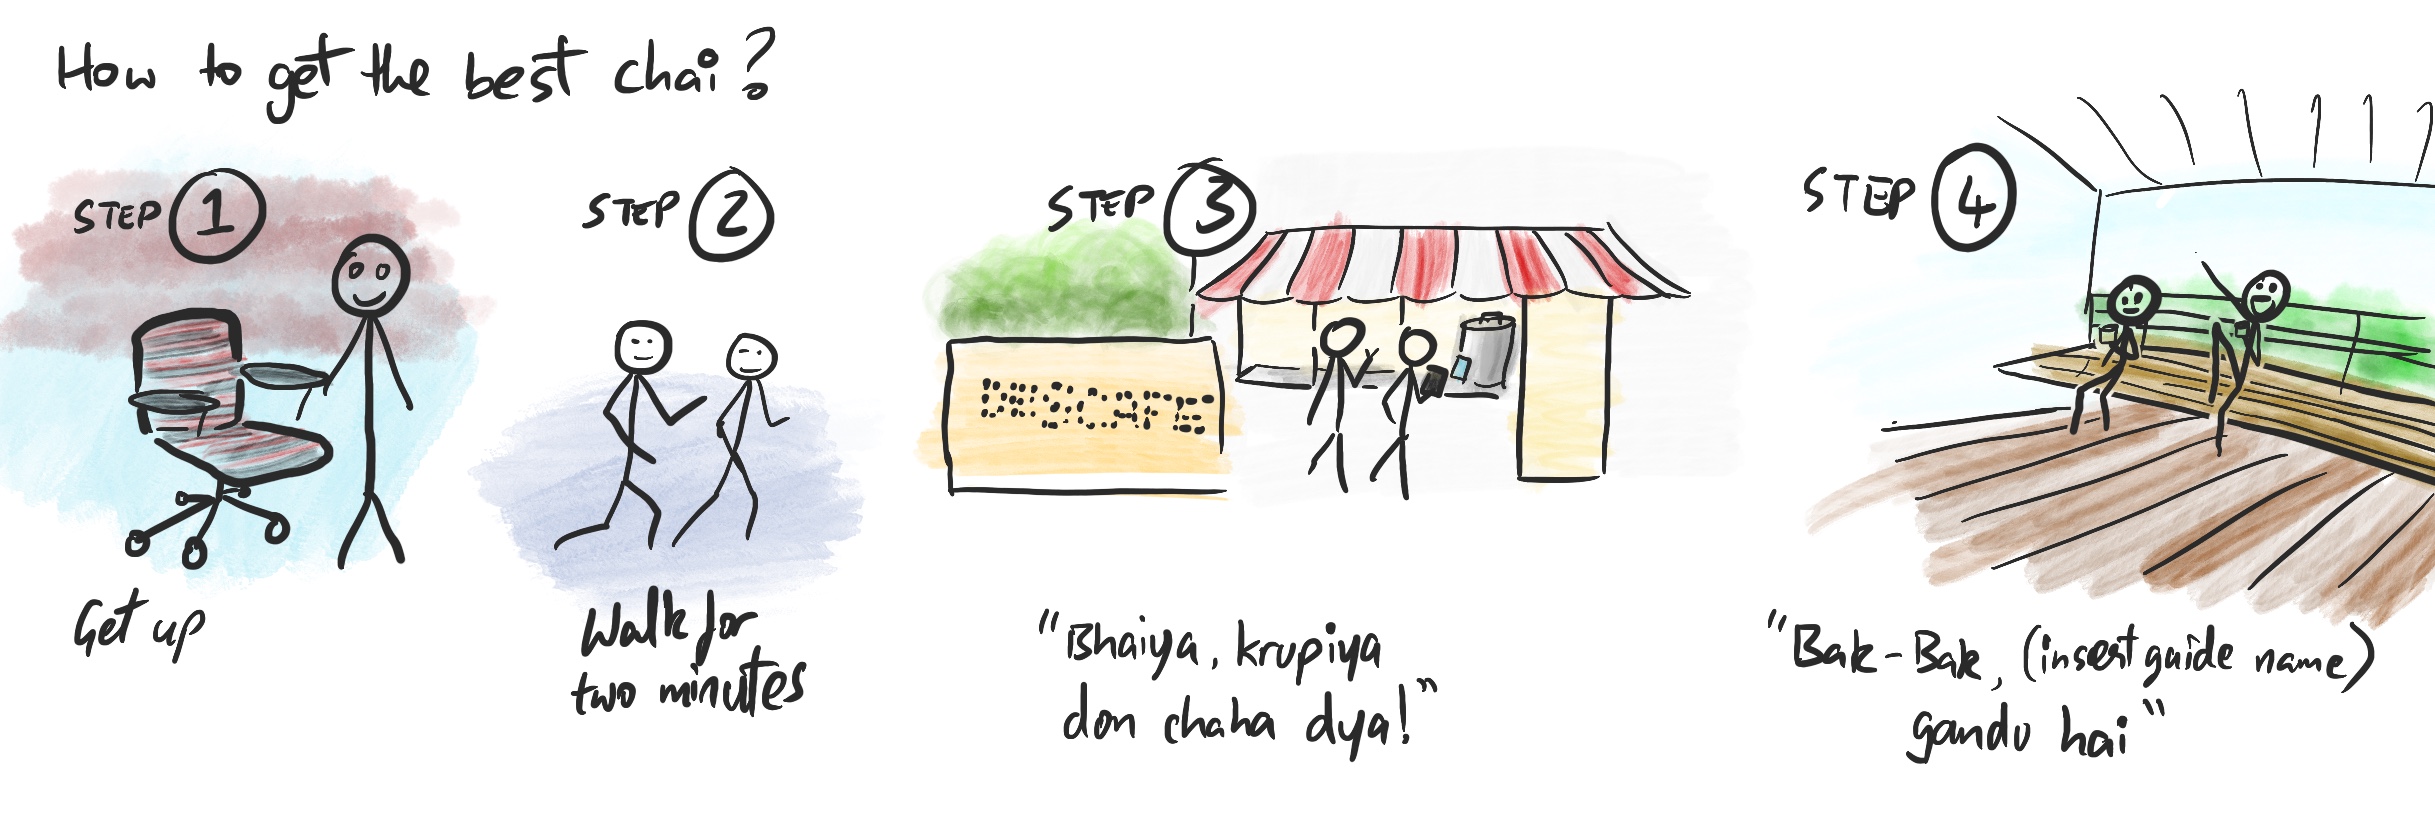 How to get the best chai?
STEP 1
Get up
STEP 2
Walk for
two minutes
STEP 3
"Bhaiya, krupiya
don chaha dya!"
STEP 4
"Bak-Bak, (insert guide name)
gandu hai"